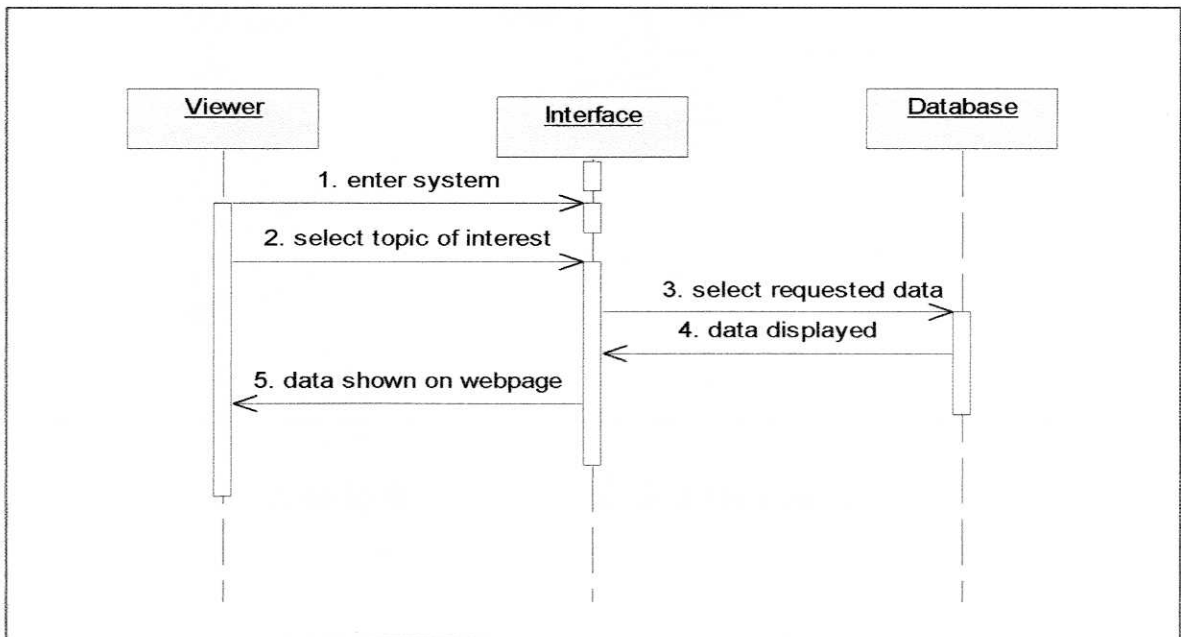 Viewer
Interface
Database
1. enter system
2. select topic of interest
3. select requested data
4. data displayed
5. data shown on webpage